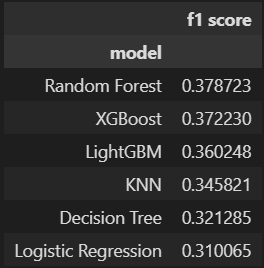 f1 score
model
Random Forest 0.378723
XGBoost 0.372230
LightGBM 0.360248
KNN 0.345821
Decision Tree 0.321285
Logistic Regression 0.310065